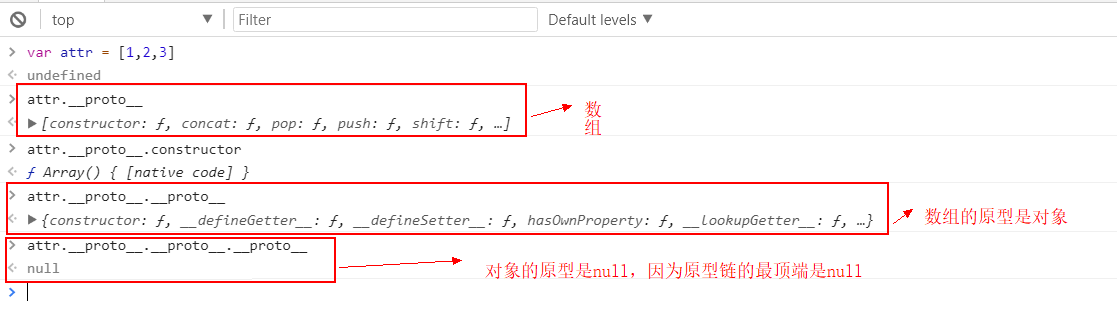 top ▼ Filter Default levels ▼
> var attr = [1,2,3]
undefined
> attr.__proto__
▶[constructor: ƒ, concat: ƒ, pop: ƒ, push: ƒ, shift: ƒ, …]
数
组
> attr.__proto__.constructor
ƒ Array() { [native code] }
> attr.__proto__.__proto__
▶{constructor: ƒ, __defineGetter__: ƒ, __defineSetter__: ƒ, hasOwnProperty: ƒ, __lookupGetter__: ƒ, …}
数组的原型是对象
> attr.__proto__.__proto__.__proto__
null
对象的原型是null，因为原型链的最顶端是null
>